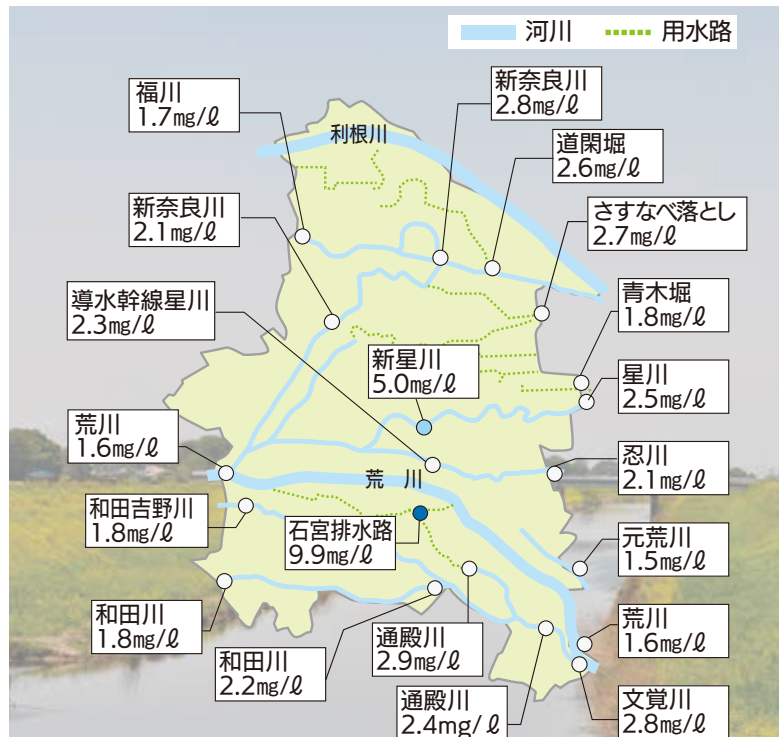 河川 用水路
福川
1.7㎎/ℓ
新奈良川
2.8㎎/ℓ
利根川
道閑堀
2.6㎎/ℓ
新奈良川
2.1㎎/ℓ
さすなべ落とし
2.7㎎/ℓ
導水幹線星川
2.3㎎/ℓ
青木堀
1.8㎎/ℓ
新星川
5.0㎎/ℓ
星川
2.5㎎/ℓ
荒川
1.6㎎/ℓ
忍川
2.1㎎/ℓ
荒川
和田吉野川
1.8㎎/ℓ
石宮排水路
9.9㎎/ℓ
元荒川
1.5㎎/ℓ
和田川
1.8㎎/ℓ
荒川
1.6㎎/ℓ
和田川
2.2㎎/ℓ
通殿川
2.9㎎/ℓ
通殿川
2.4mg/ℓ
文覚川
2.8㎎/ℓ